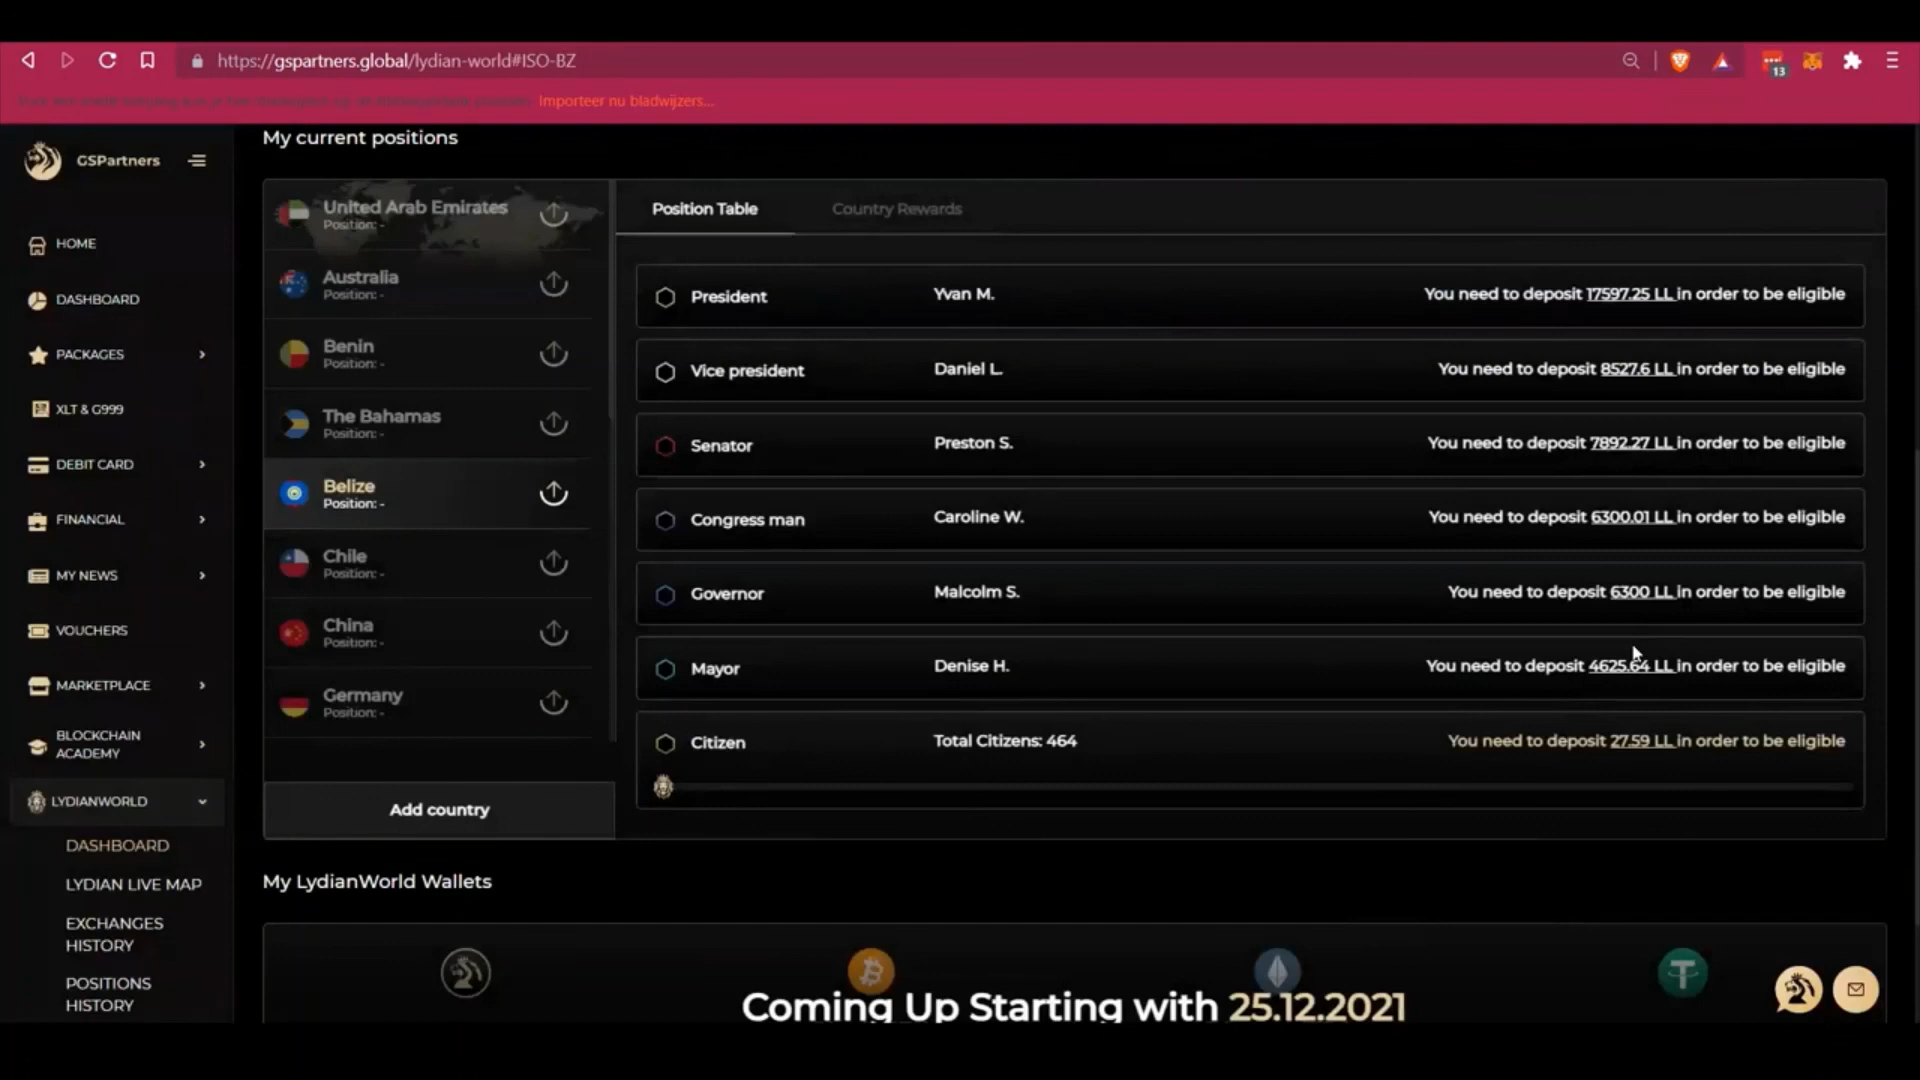 https://gspartners.global/lydian-world#ISO-BZ
13
Importeer nu bladwijzers...
GSPartners
HOME
DASHBOARD
PACKAGES
XLT & G999
DEBIT CARD
FINANCIAL
MY NEWS
VOUCHERS
MARKETPLACE
BLOCKCHAIN
ACADEMY
LYDIANWORLD
DASHBOARD
LYDIAN LIVE MAP
EXCHANGES
HISTORY
POSITIONS
HISTORY
My current positions
United Arab Emirates
Position: -
Australia
Position: -
Benin
Position: -
The Bahamas
Position: -
Belize
Position: -
Chile
Position: -
China
Position: -
Germany
Position: -
Add country
Position Table Country Rewards
President Yvan M. You need to deposit 17597.25 LL in order to be eligible
Vice president Daniel L. You need to deposit 8527.6 LL in order to be eligible
Senator Preston S. You need to deposit 7892.27 LL in order to be eligible
Congress man Caroline W. You need to deposit 6300.01 LL in order to be eligible
Governor Malcolm S. You need to deposit 6300 LL in order to be eligible
Mayor Denise H. You need to deposit 4625.64 LL in order to be eligible
Citizen Total Citizens: 464 You need to deposit 27.59 LL in order to be eligible
My LydianWorld Wallets
Coming Up Starting with 25.12.2021